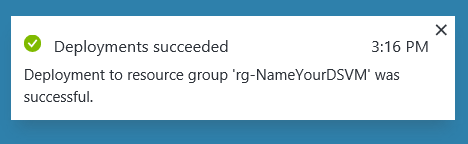 Deployments succeeded 3:16 PM
Deployment to resource group 'rg-NameYourDSVM' was
successful.